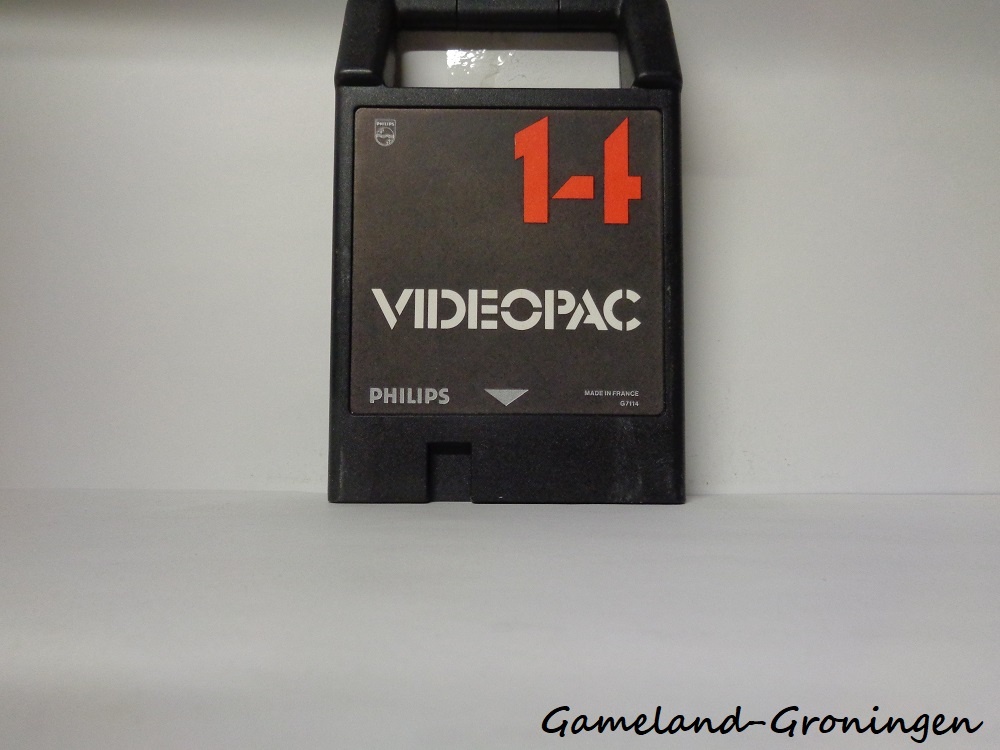 PHILIPS
14
VIDEOPAC
PHILIPS
MADE IN FRANCE
G7114
Gameland-Groningen